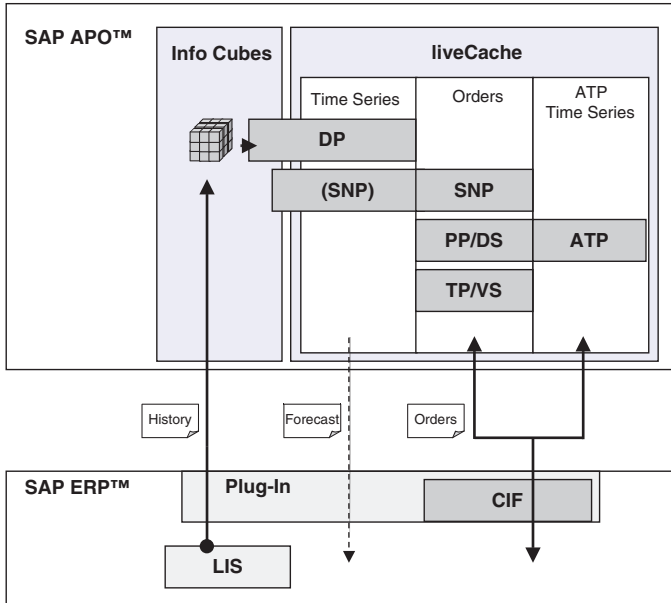 SAP APO™
Info Cubes
liveCache
Time Series
Orders
ATP
Time Series
DP
(SNP)
SNP
PP/DS
ATP
TP/VS
History
Forecast
Orders
SAP ERP™
Plug-In
CIF
LIS